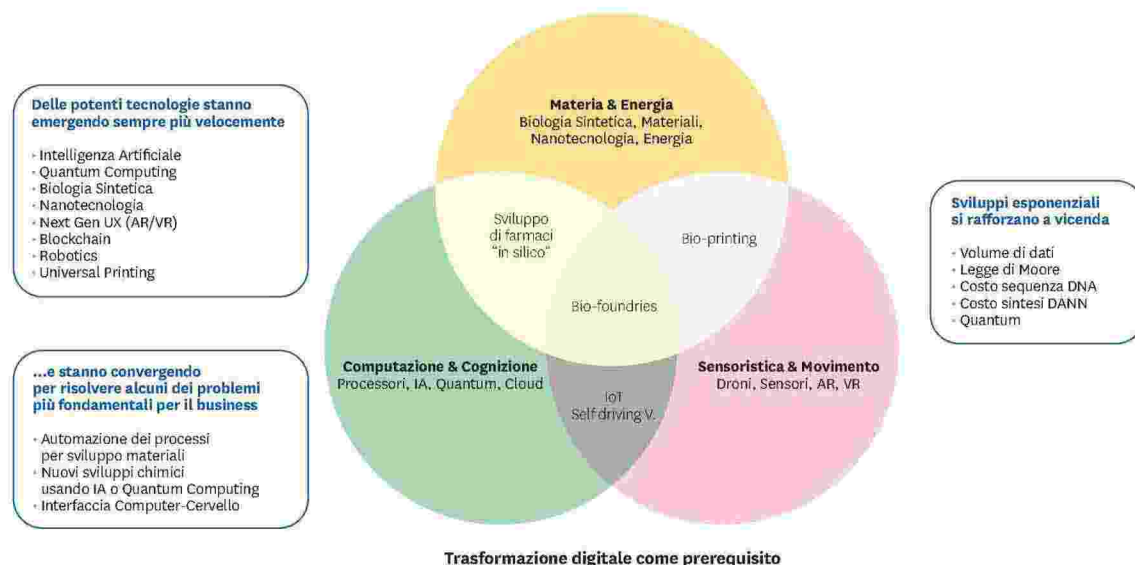 Delle potenti tecnologie stanno
emergendo sempre più velocemente
• Intelligenza Artificiale
• Quantum Computing
• Biologia Sintetica
• Nanotecnologia
• Next Gen UX (AR/VR)
• Blockchain
• Robotics
• Universal Printing
...e stanno convergendo
per risolvere alcuni dei problemi
più fondamentali per il business
• Automazione dei processi
per sviluppo materiali
• Nuovi sviluppi chimici
usando IA o Quantum Computing
• Interfaccia Computer-Cervello
Materia & Energia
Biologia Sintetica, Materiali,
Nanotecnologia, Energia
Sviluppo
di farmaci
"in silico"
Bio-printing
Bio-foundries
Computazione & Cognizione
Processori, IA, Quantum, Cloud
Sensoristica & Movimento
Droni, Sensori, AR, VR
IoT
Self driving V.
Sviluppi esponenziali
si rafforzano a vicenda
• Volume di dati
• Legge di Moore
• Costo sequenza DNA
• Costo sintesi DANN
• Quantum
Trasformazione digitale come prerequisito